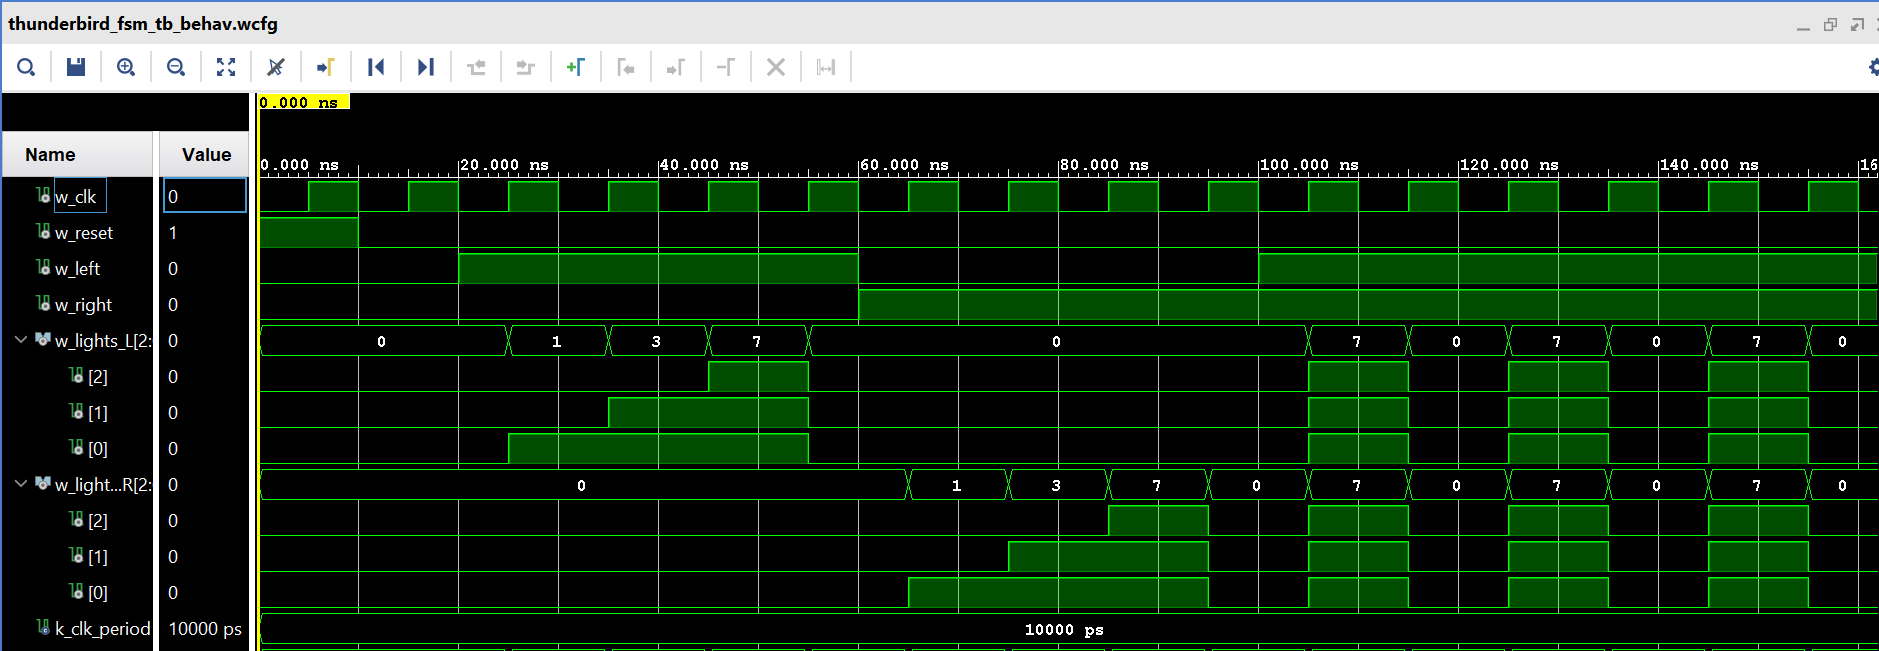 thunderbird_fsm_tb_behav.wcfg
0.000 ns
Name Value
0.000 ns 20.000 ns 40.000 ns 60.000 ns 80.000 ns 100.000 ns 120.000 ns 140.000 ns 16
w_clk 0
w_reset 1
w_left 0
w_right 0
w_lights_L[2: 0 0 1 3 7 0 7 0 7 0 7 0
[2] 0
[1] 0
[0] 0
w_light...R[2: 0 0 1 3 7 0 7 0 7 0 7 0
[2] 0
[1] 0
[0] 0
k_clk_period 10000 ps 10000 ps